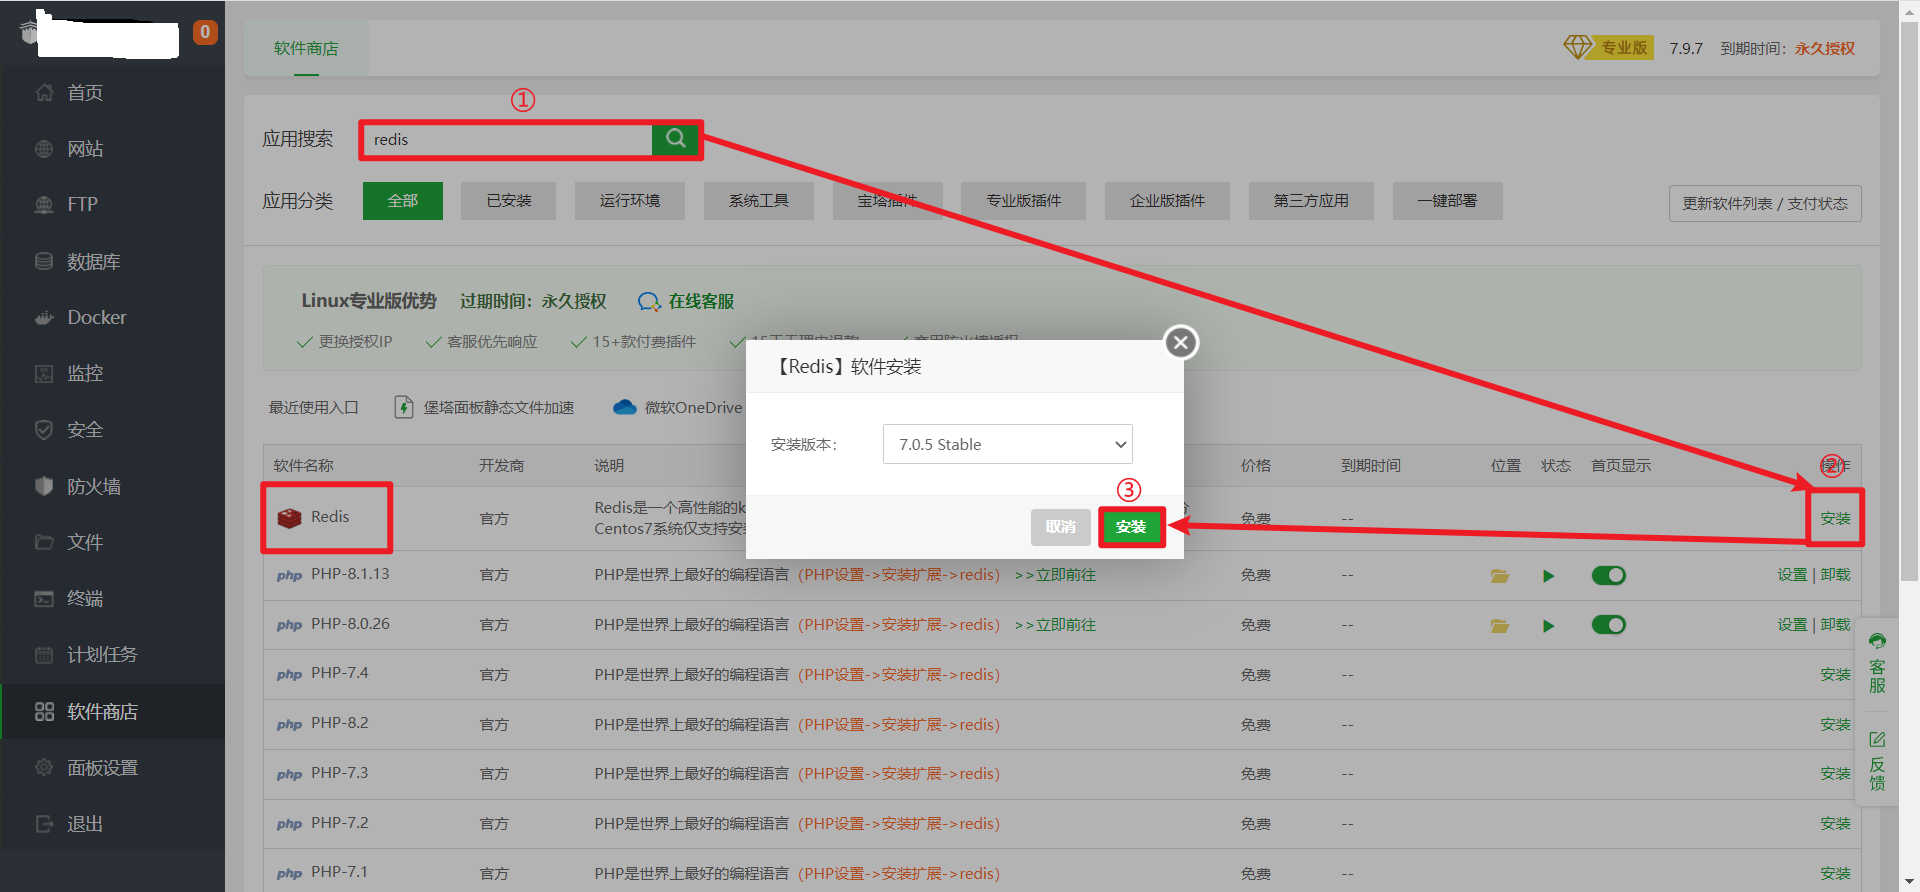 0
首页
网站
FTP
数据库
Docker
监控
安全
防火墙
文件
终端
计划任务
软件商店
面板设置
退出
软件商店
专业版 7.9.7 到期时间：永久授权
①
应用搜索 redis
应用分类 全部 已安装 运行环境 系统工具 宝塔插件 专业版插件 企业版插件 第三方应用 一键部署 更新软件列表 / 支付状态
Linux专业版优势 过期时间：永久授权 在线客服
更换授权IP 客服优先响应 15+款付费插件
最近使用入口 堡塔面板静态文件加速 微软OneDrive
【Redis】软件安装
安装版本： 7.0.5 Stable
③
取消 安装
软件名称 开发商 说明 价格 到期时间 位置 状态 首页显示 操作
②
Redis 官方 Redis是一个高性能的k 免费 -- 安装
Centos7系统仅支持安装
php PHP-8.1.13 官方 PHP是世界上最好的编程语言 (PHP设置->安装扩展->redis) >>立即前往 免费 -- 设置 | 卸载
php PHP-8.0.26 官方 PHP是世界上最好的编程语言 (PHP设置->安装扩展->redis) >>立即前往 免费 -- 设置 | 卸载
php PHP-7.4 官方 PHP是世界上最好的编程语言 (PHP设置->安装扩展->redis) 免费 -- 安装
php PHP-8.2 官方 PHP是世界上最好的编程语言 (PHP设置->安装扩展->redis) 免费 -- 安装
php PHP-7.3 官方 PHP是世界上最好的编程语言 (PHP设置->安装扩展->redis) 免费 -- 安装
php PHP-7.2 官方 PHP是世界上最好的编程语言 (PHP设置->安装扩展->redis) 免费 -- 安装
php PHP-7.1 官方 PHP是世界上最好的编程语言 (PHP设置->安装扩展->redis) 免费 -- 安装
客服
反馈